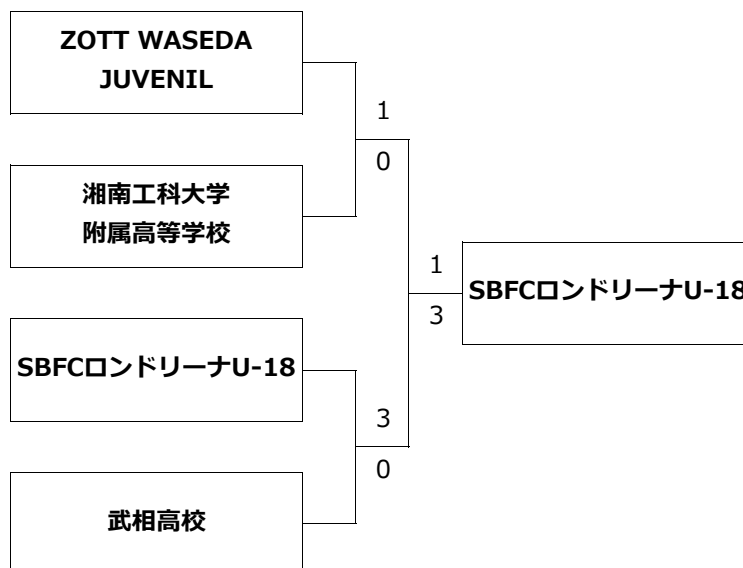 ZOTT WASEDA
JUVENIL
1
0
湘南工科大学
附属高等学校
1
3
SBFCロンドリーナU-18
SBFCロンドリーナU-18
3
0
武相高校